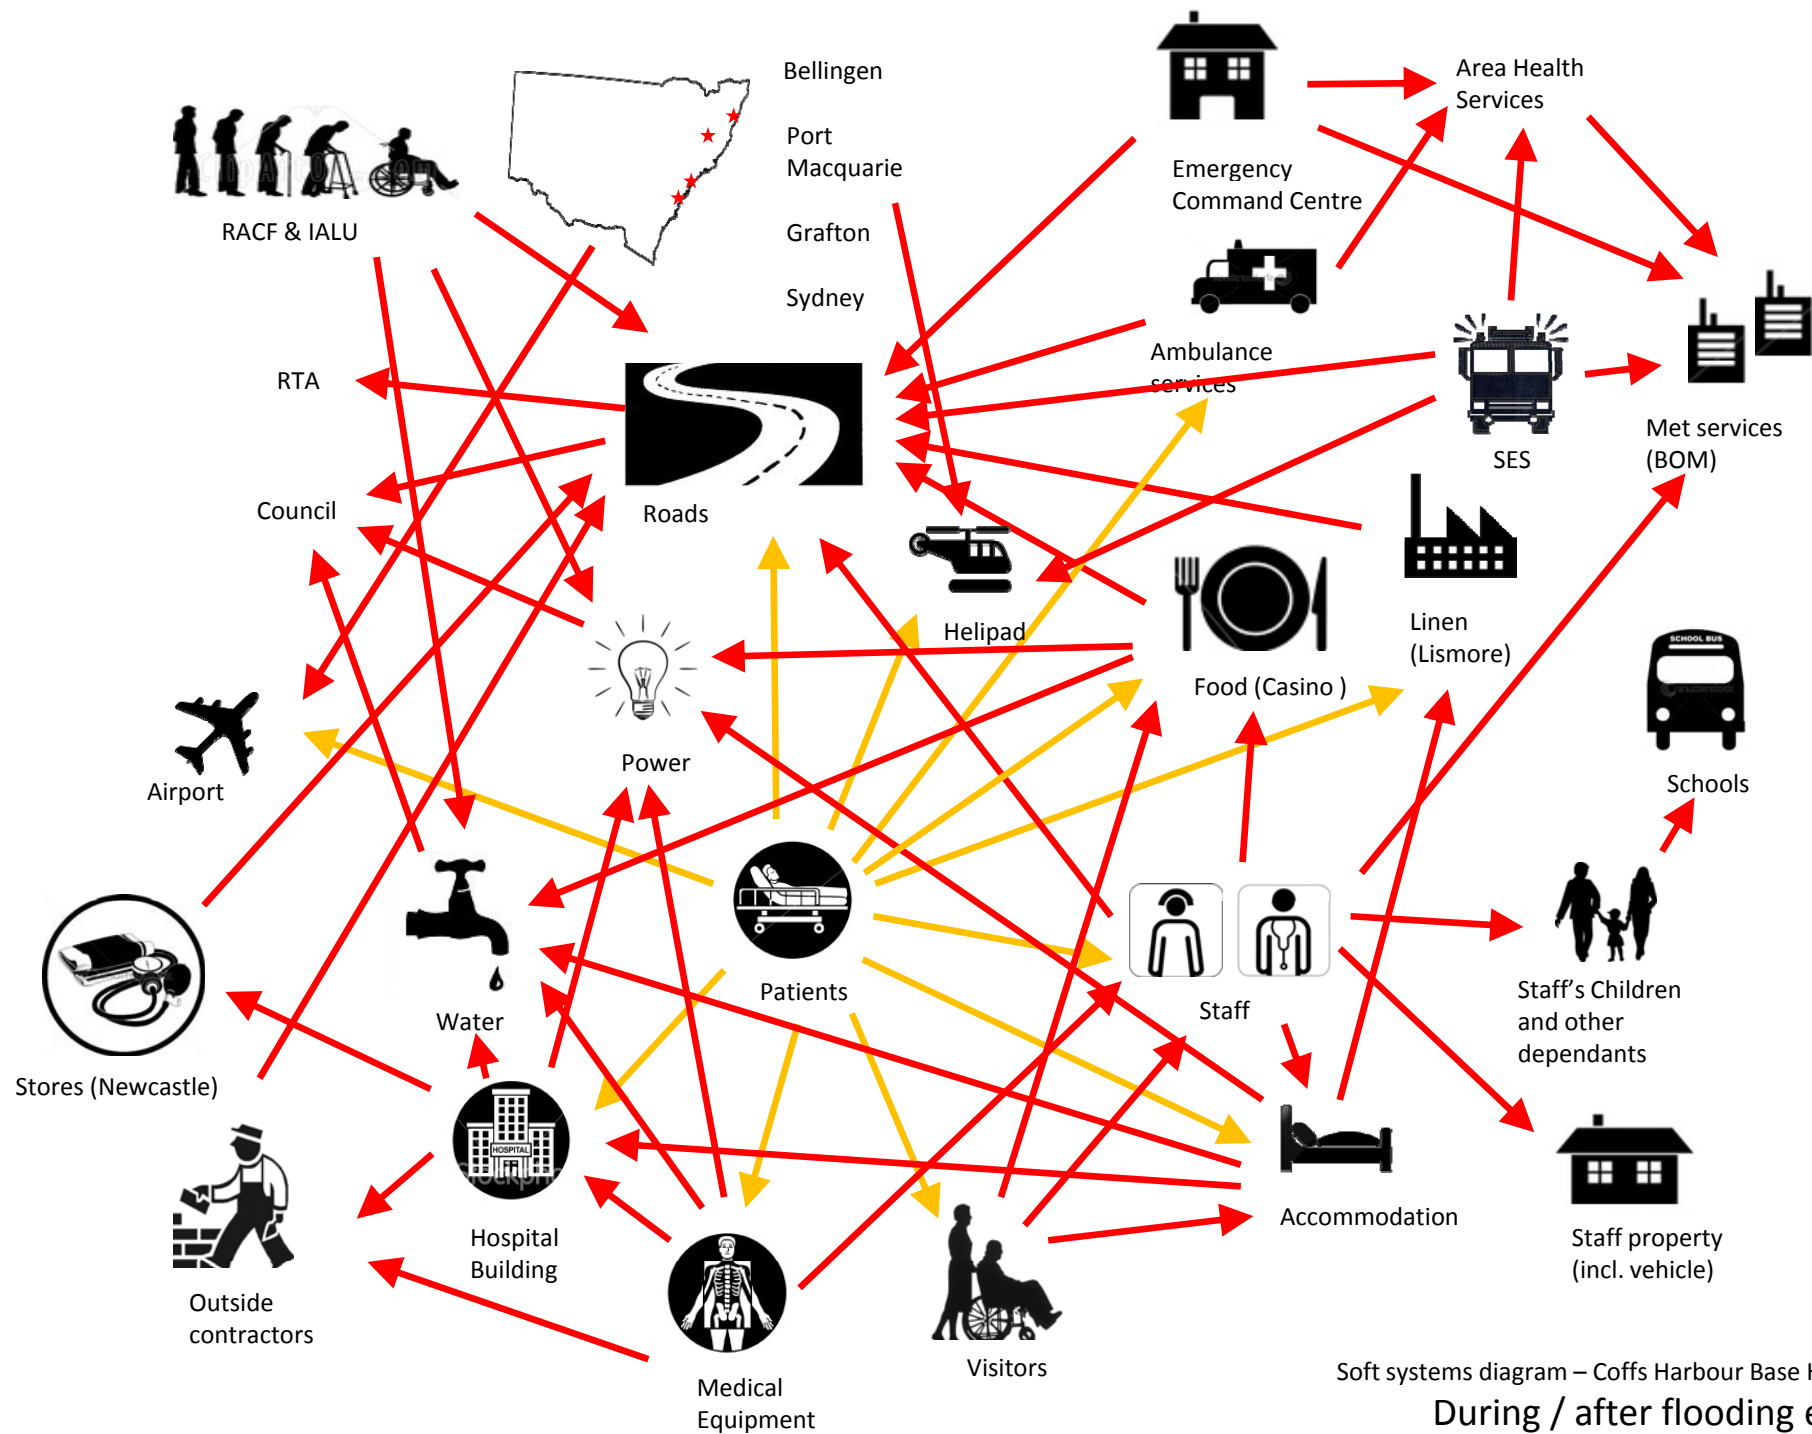 Bellingen
Port
Macquarie
Grafton
Sydney
RACF & IALU
Emergency
Command Centre
Area Health
Services
Ambulance
services
SES
Met services
(BOM)
RTA
Council
Roads
Helipad
Food (Casino )
Linen
(Lismore)
SCHOOL BUS
Schools
Airport
Power
Water
Patients
Staff
Staff’s Children
and other
dependants
Stores (Newcastle)
HOSPITAL
Hospital
Building
Accommodation
Staff property
(incl. vehicle)
Outside
contractors
Medical
Equipment
Visitors
Soft systems diagram – Coffs Harbour Base H
During / after flooding e